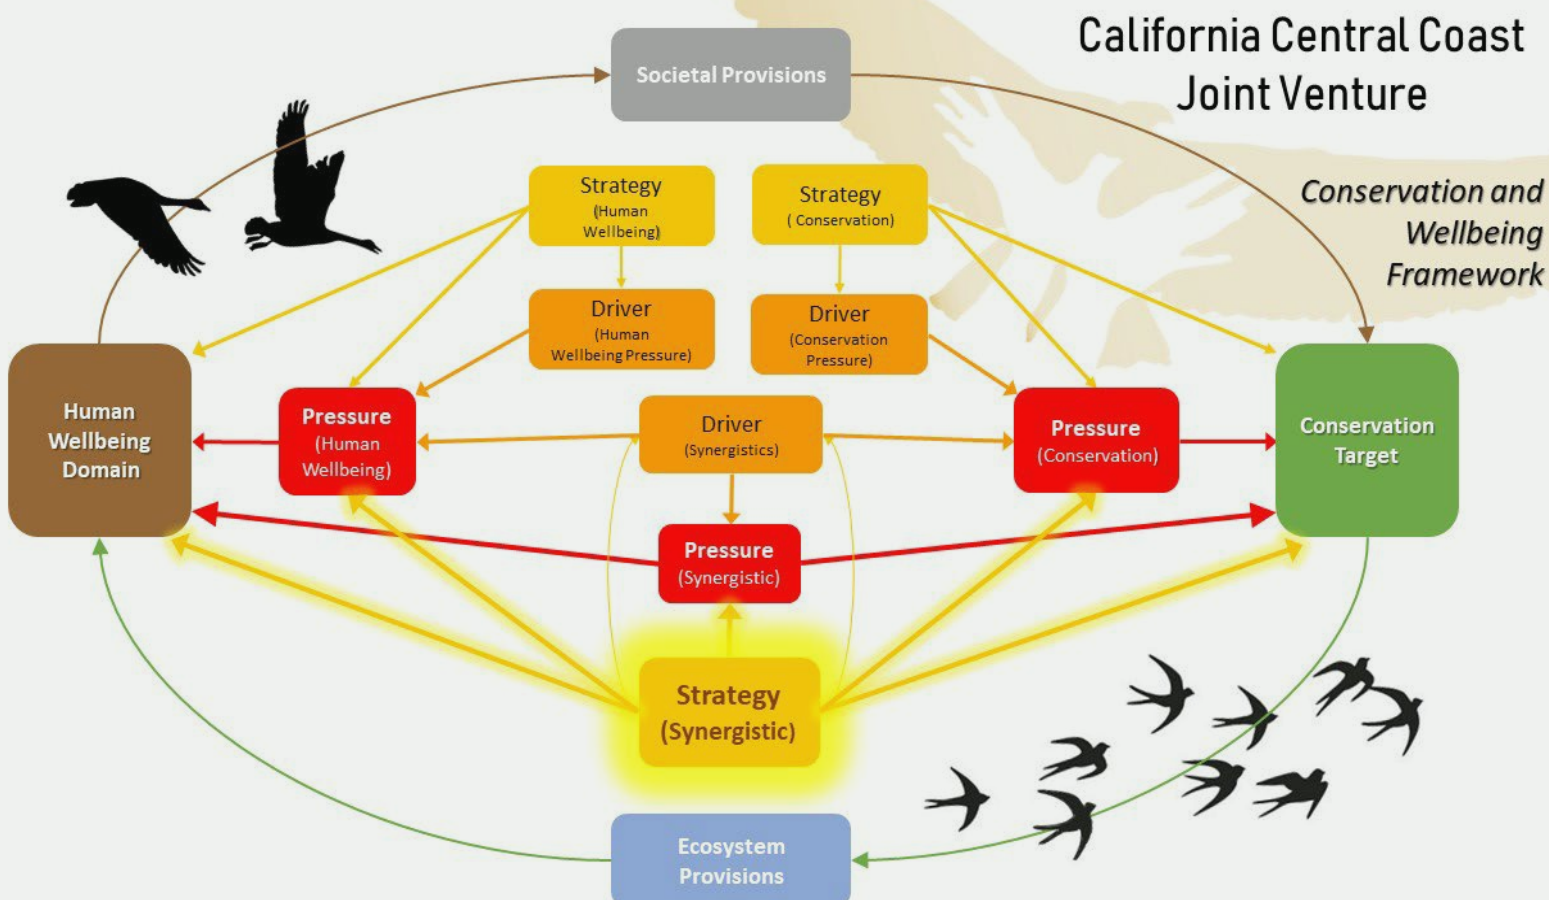 California Central Coast
Joint Venture
Conservation and
Wellbeing
Framework
Societal Provisions
Strategy
(Human
Wellbeing)
Strategy
( Conservation)
Driver
(Human
Wellbeing Pressure)
Driver
(Conservation
Pressure)
Human
Wellbeing
Domain
Pressure
(Human
Wellbeing)
Driver
(Synergistics)
Pressure
(Conservation)
Conservation
Target
Pressure
(Synergistic)
Strategy
(Synergistic)
Ecosystem
Provisions